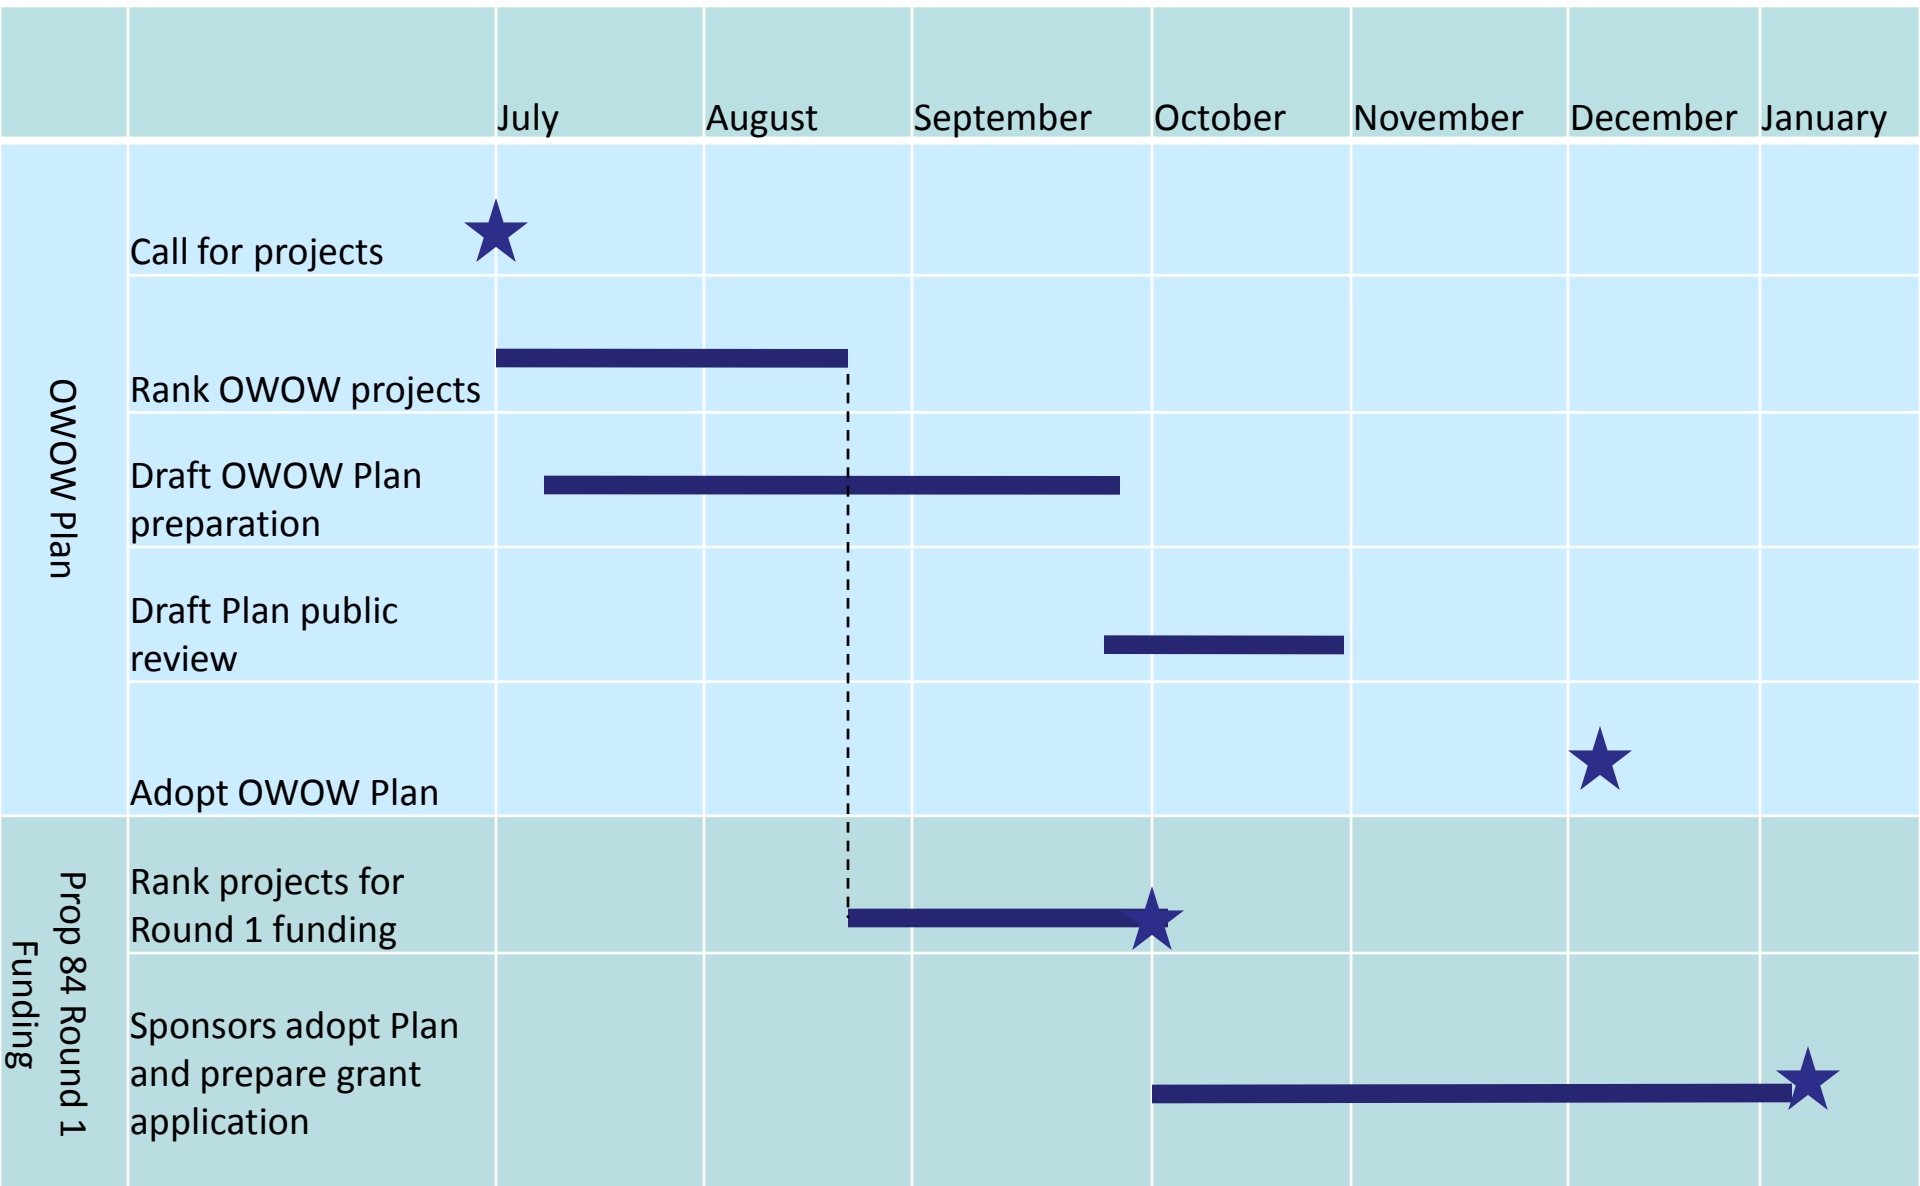 July August September October November December January
OWOW Plan
Call for projects
Rank OWOW projects
Draft OWOW Plan
preparation
Draft Plan public
review
Adopt OWOW Plan
Prop 84 Round 1
Funding
Rank projects for
Round 1 funding
Sponsors adopt Plan
and prepare grant
application